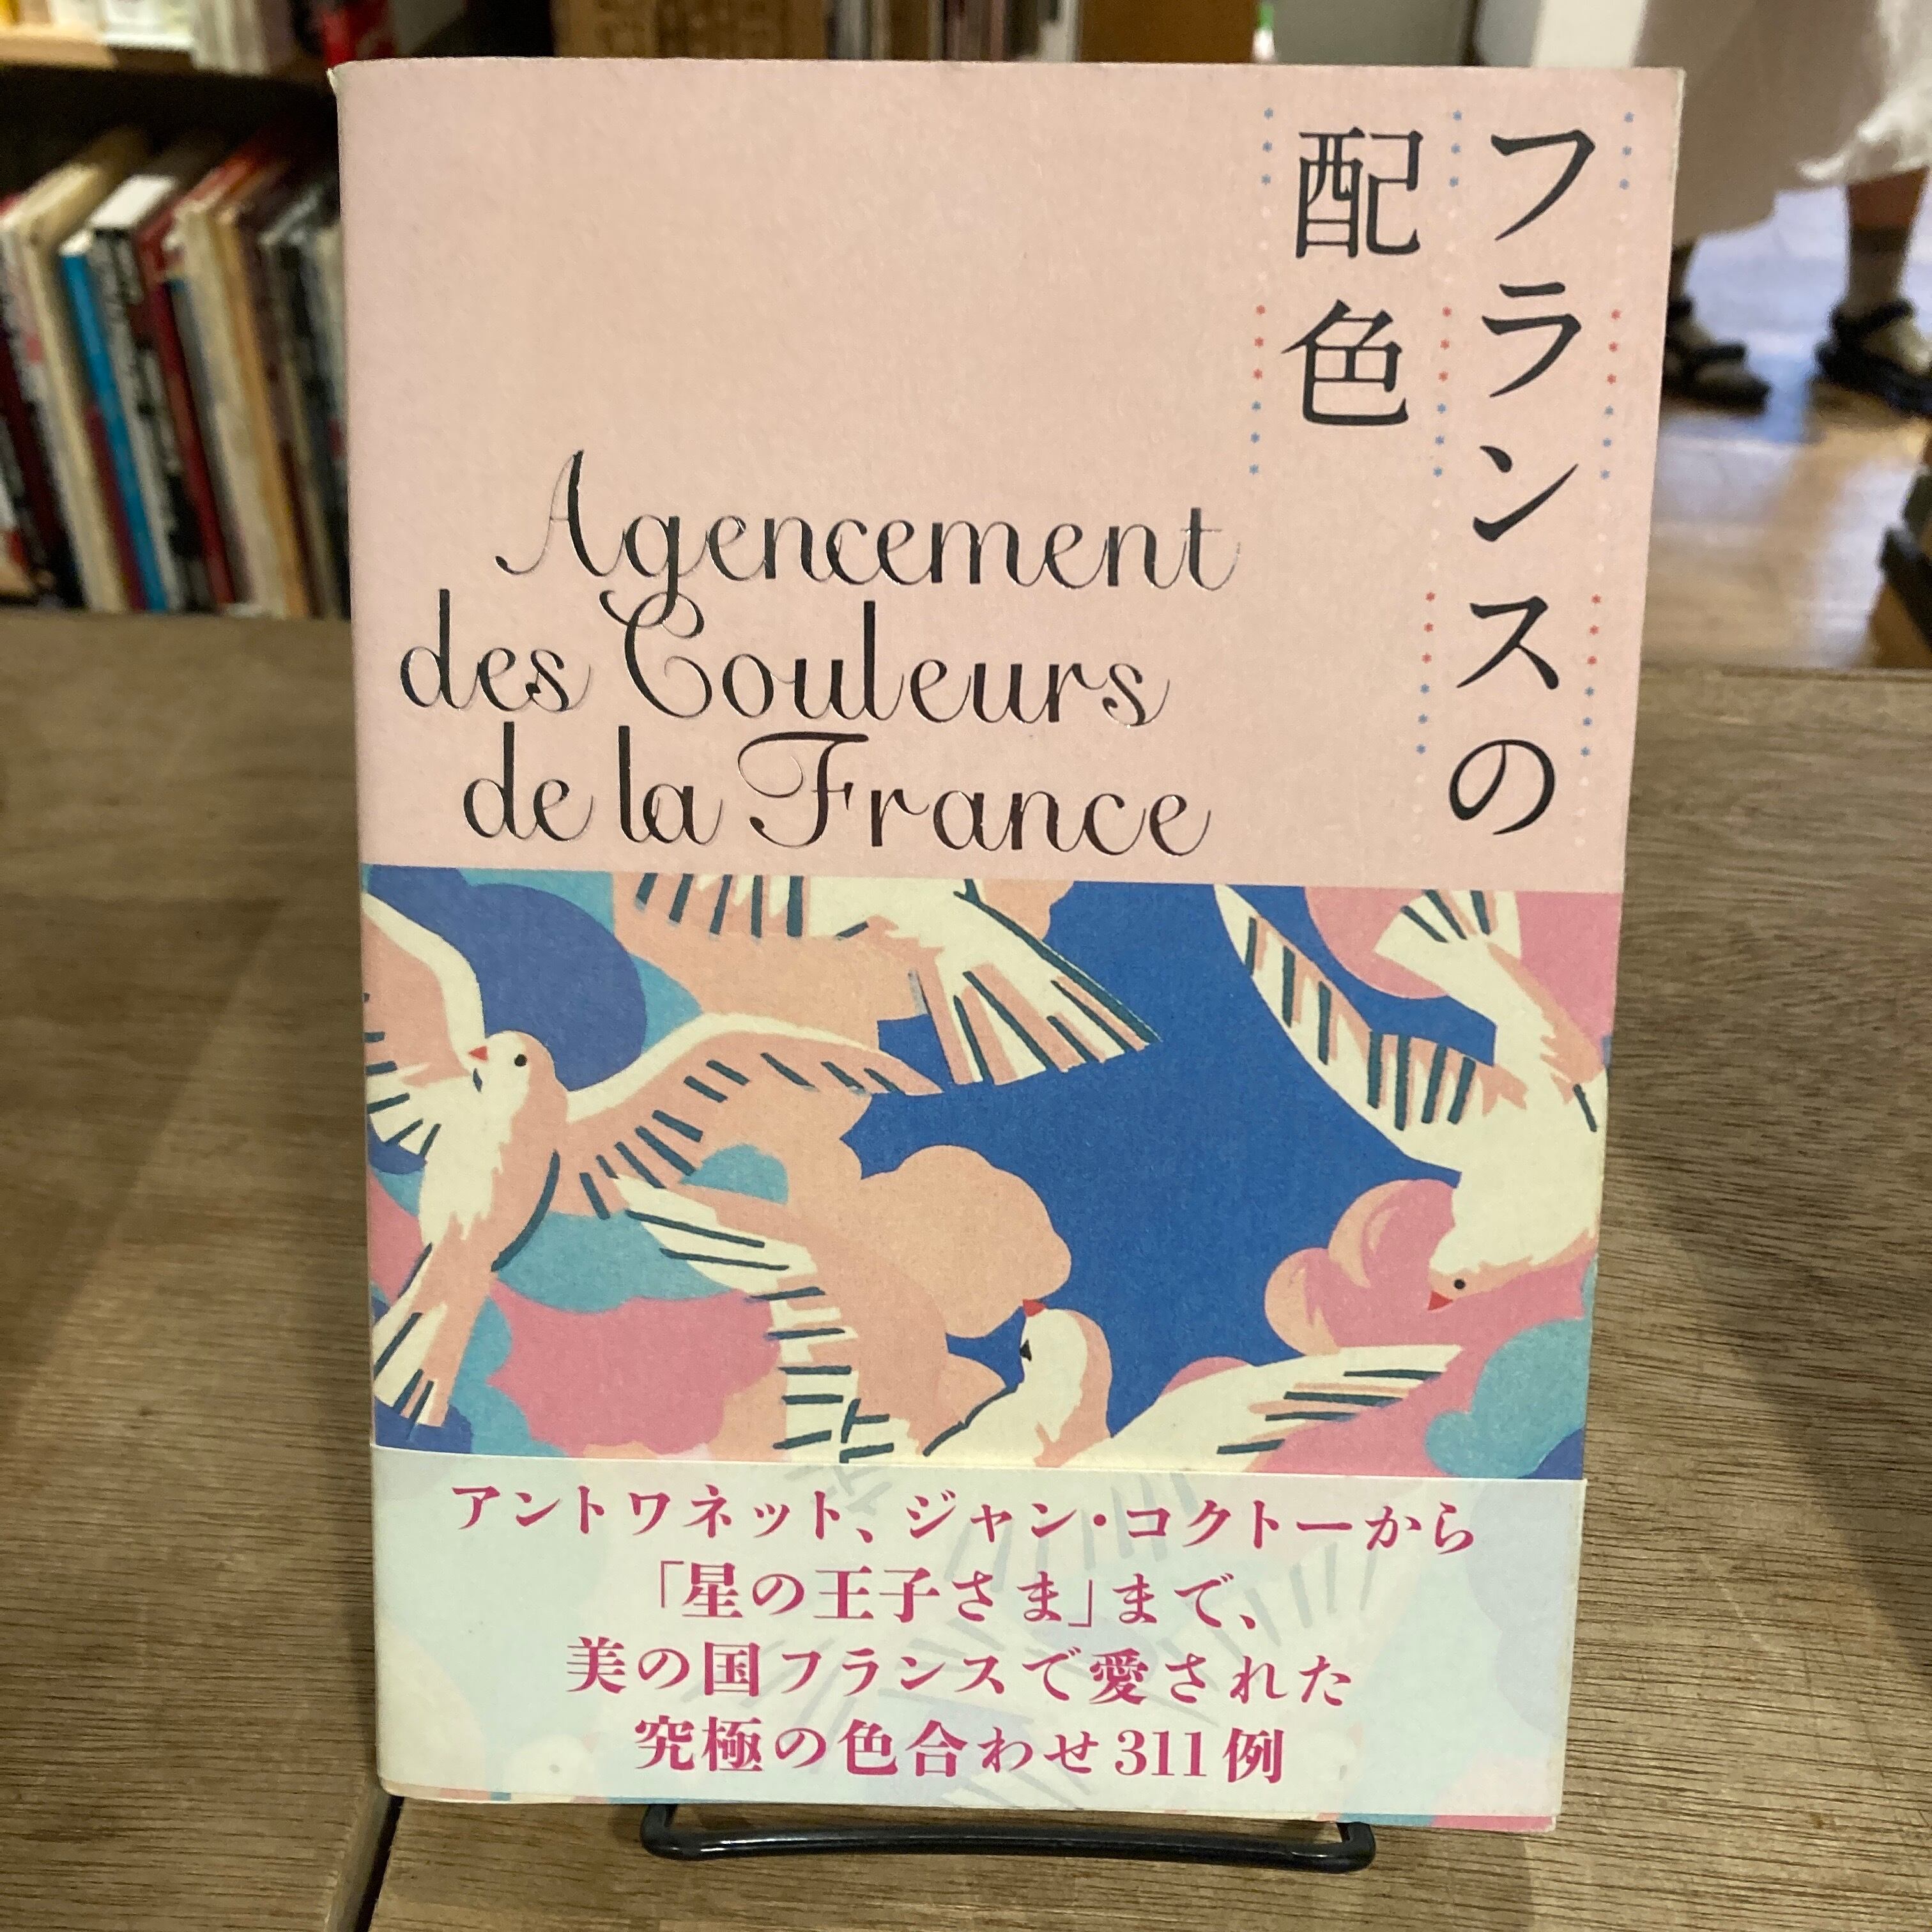 フランスの
配色
Agencement
des Couleurs
de la France
アントワネット、ジャン・コクトーから
「星の王子さま」まで、
美の国フランスで愛された
究極の色合わせ311例